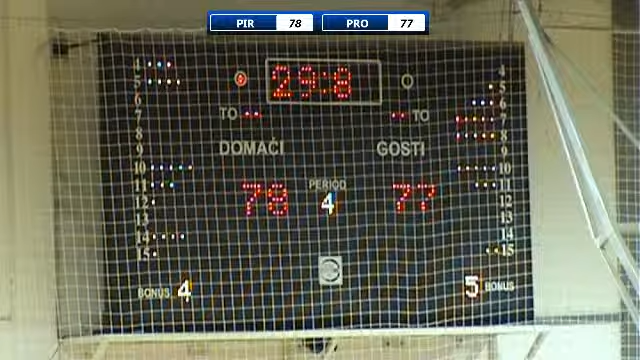 PIR 78 PRO 77
29:8
TO TO
DOMAĆI GOSTI
78 PERIOD 77
4
4 4
5 5
6 6
7 7
8 8
9 9
10 10
11 11
12 12
13 13
14 14
15 15
BONUS 4 5 BONUS